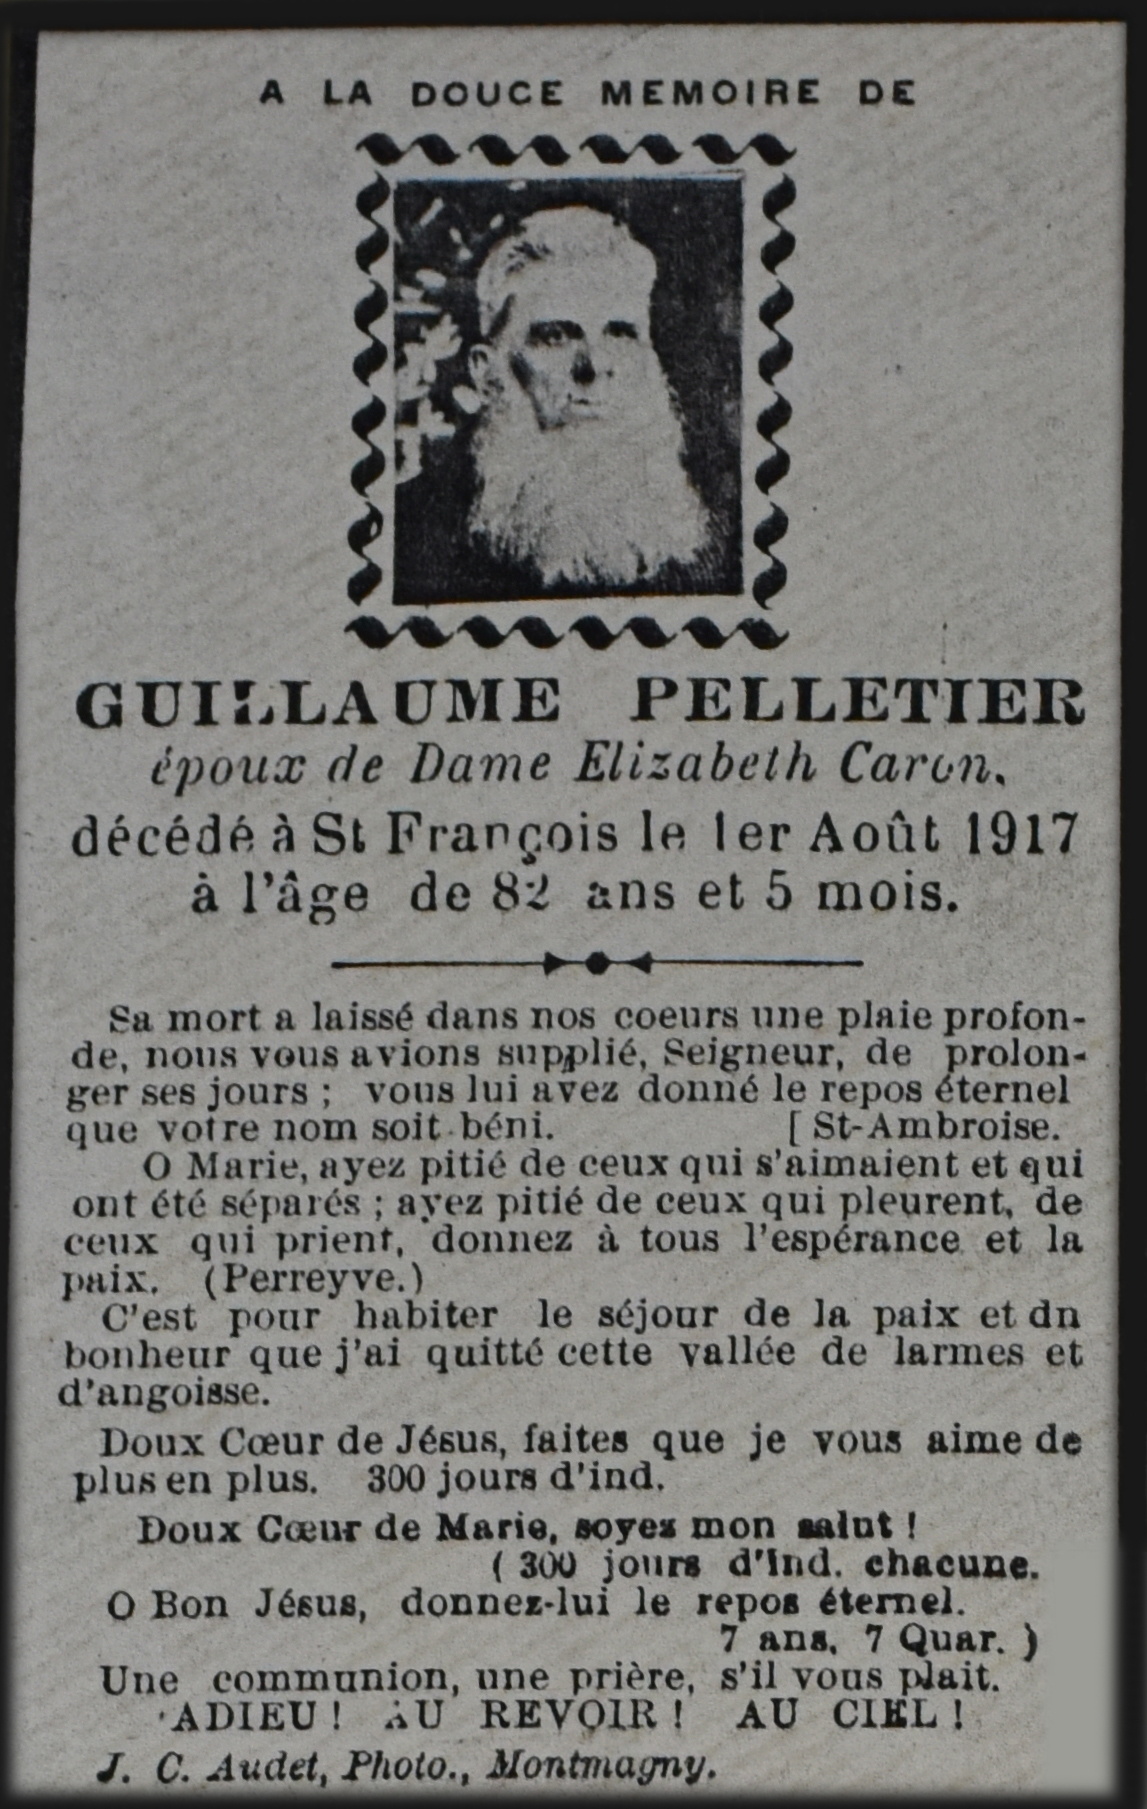 A LA DOUCE MEMOIRE DE
GUILLAUME PELLETIER
époux de Dame Elizabeth Caron.
décédé à St François le 1er Août 1917
à l'âge de 82 ans et 5 mois.
Sa mort a laissé dans nos coeurs une plaie profon-
de, nous vous avions supplié, Seigneur, de prolon-
ger ses jours ; vous lui avez donné le repos éternel
que votre nom soit béni. [ St-Ambroise.
O Marie, ayez pitié de ceux qui s'aimaient et qui
ont été séparés ; ayez pitié de ceux qui pleurent, de
ceux qui prient, donnez à tous l'espérance et la
paix. (Perreyve.)
C'est pour habiter le séjour de la paix et dn
bonheur que j'ai quitté cette vallée de larmes et
d'angoisse.
Doux Cœur de Jésus, faites que je vous aime de
plus en plus. 300 jours d'ind.
Doux Cœur de Marie, soyez mon salut !
( 300 jours d'ind. chacune.
O Bon Jésus, donnez-lui le repos éternel.
7 ans, 7 Quar. )
Une communion, une prière, s'il vous plait.
ADIEU ! AU REVOIR ! AU CIEL !
J. C. Audet, Photo., Montmagny.